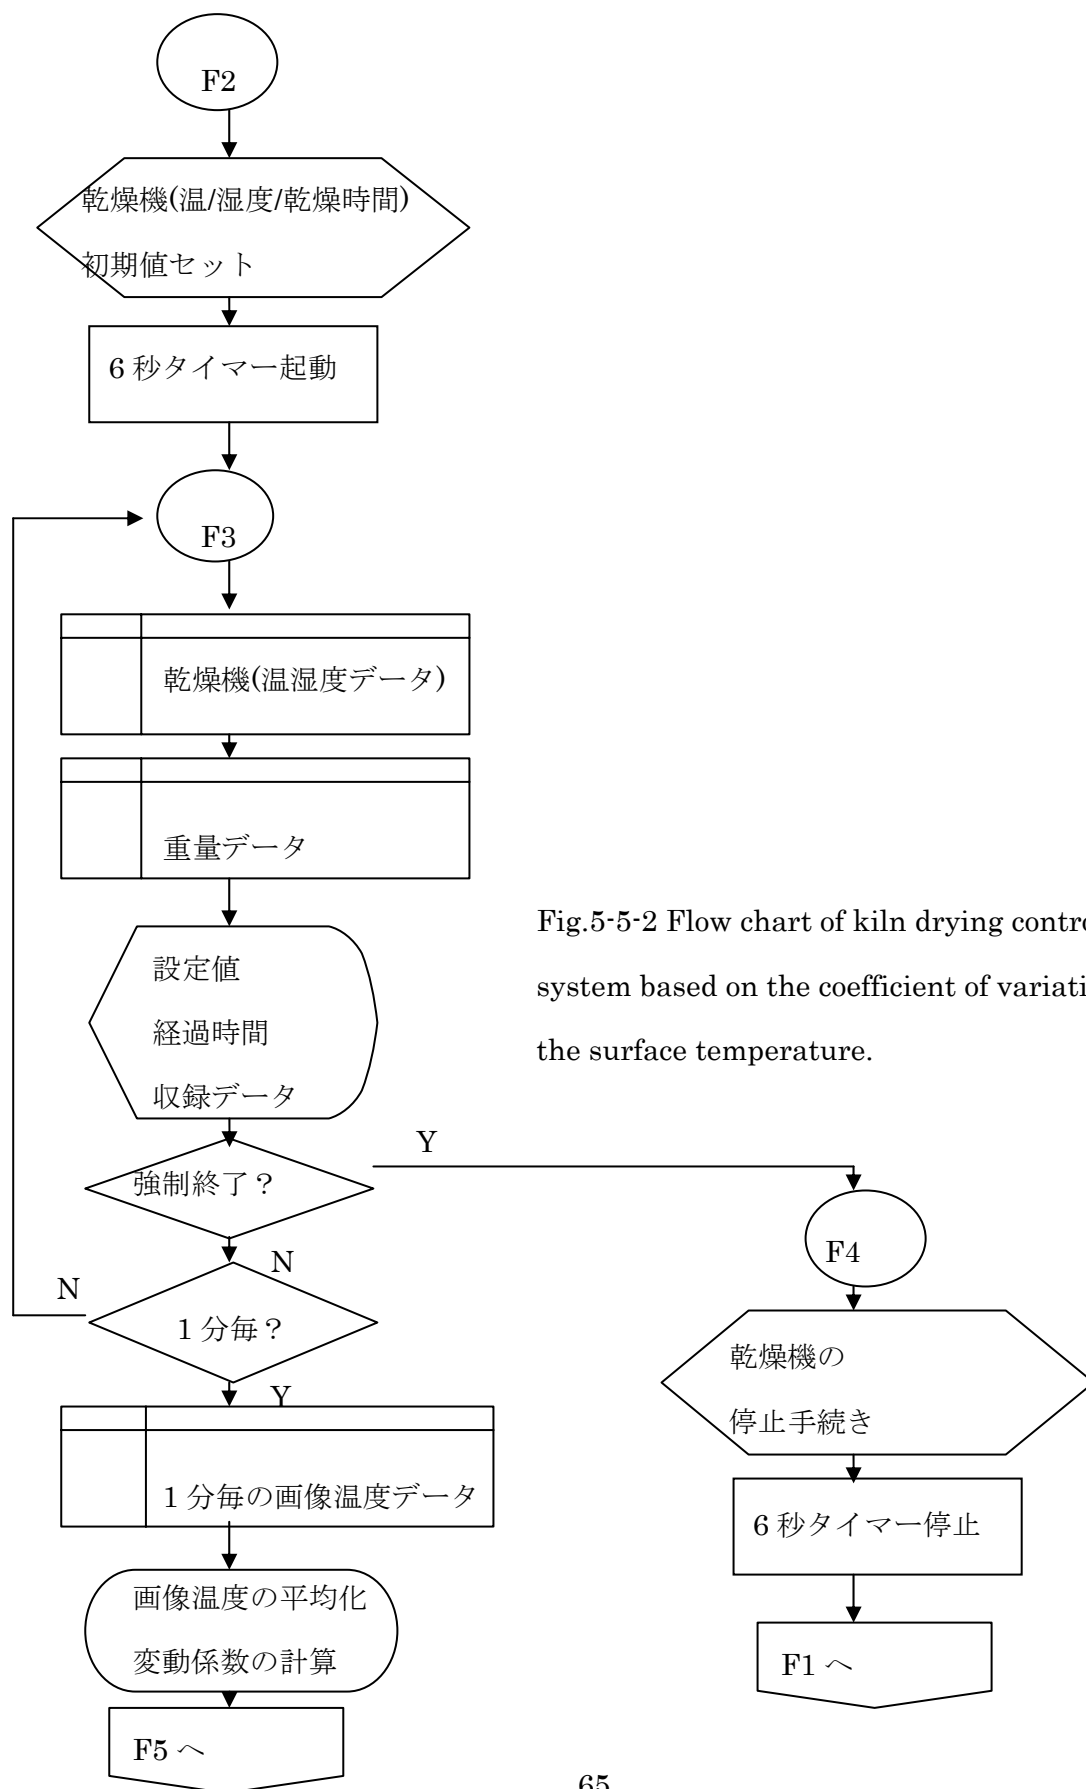 F2
乾燥機(温/湿度/乾燥時間)
初期値セット
6 秒タイマー起動
F3
乾燥機(温湿度データ)
重量データ
設定値
経過時間
収録データ
強制終了？
Y
N
N
1 分毎？
Y
1 分毎の画像温度データ
画像温度の平均化
変動係数の計算
F5 へ
Fig.5-5-2 Flow chart of kiln drying contro
system based on the coefficient of variati
the surface temperature.
F4
乾燥機の
停止手続き
6 秒タイマー停止
F1 へ
65